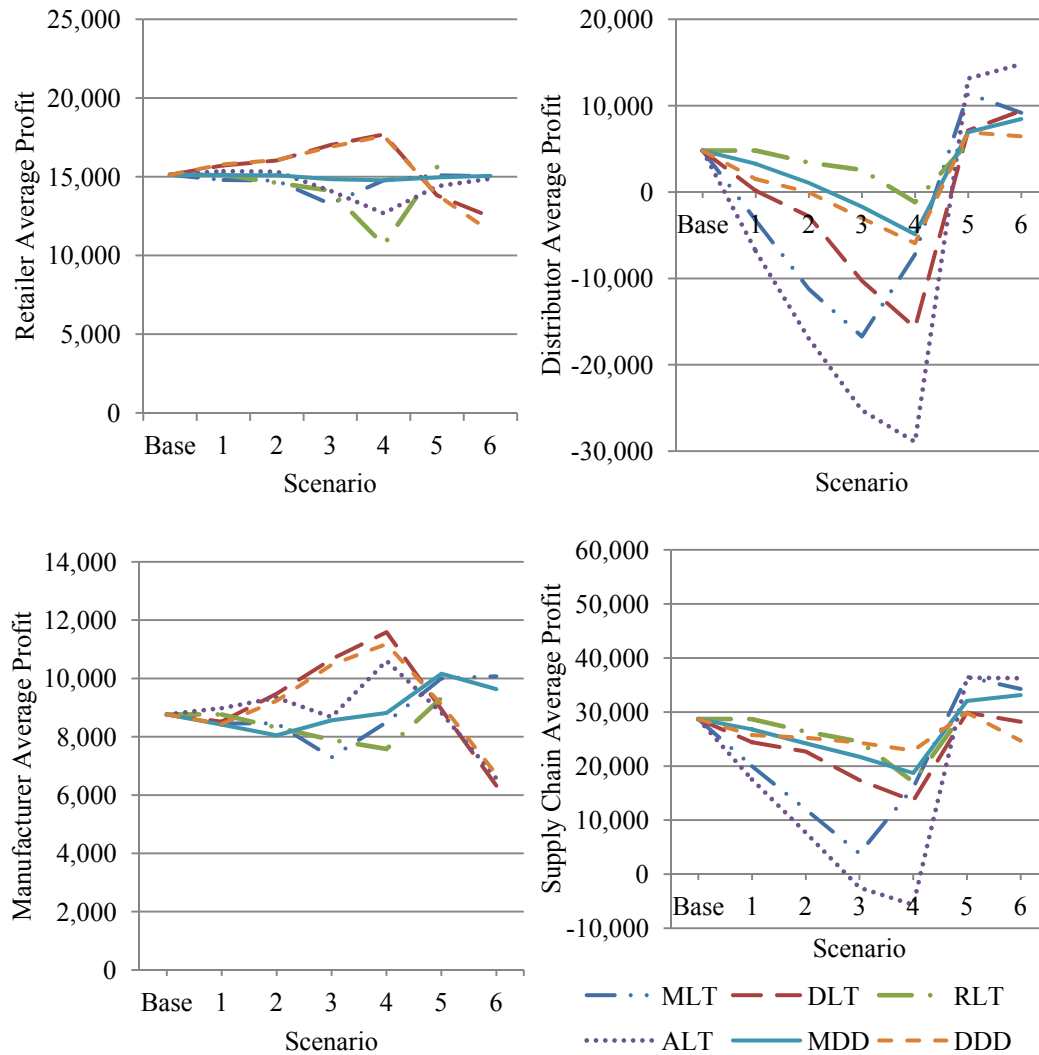 25,000
20,000
15,000
10,000
5,000
0
Retailer Average Profit
Base 1 2 3 4 5 6
Scenario
20,000
10,000
0
-10,000
-20,000
-30,000
Distributor Average Profit
Base 1 2 3 4 5 6
Scenario
14,000
12,000
10,000
8,000
6,000
4,000
2,000
0
Manufacturer Average Profit
Base 1 2 3 4 5 6
Scenario
60,000
50,000
40,000
30,000
20,000
10,000
0
-10,000
Supply Chain Average Profit
Base 1 2 3 4 5 6
Scenario
MLT DLT RLT
ALT MDD DDD